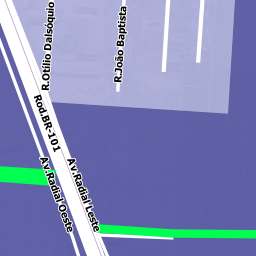 R.Otílio Dalsóquio
R.João Baptista
Rod.BR-101
Av.Radial Leste
Av.Radial Oeste